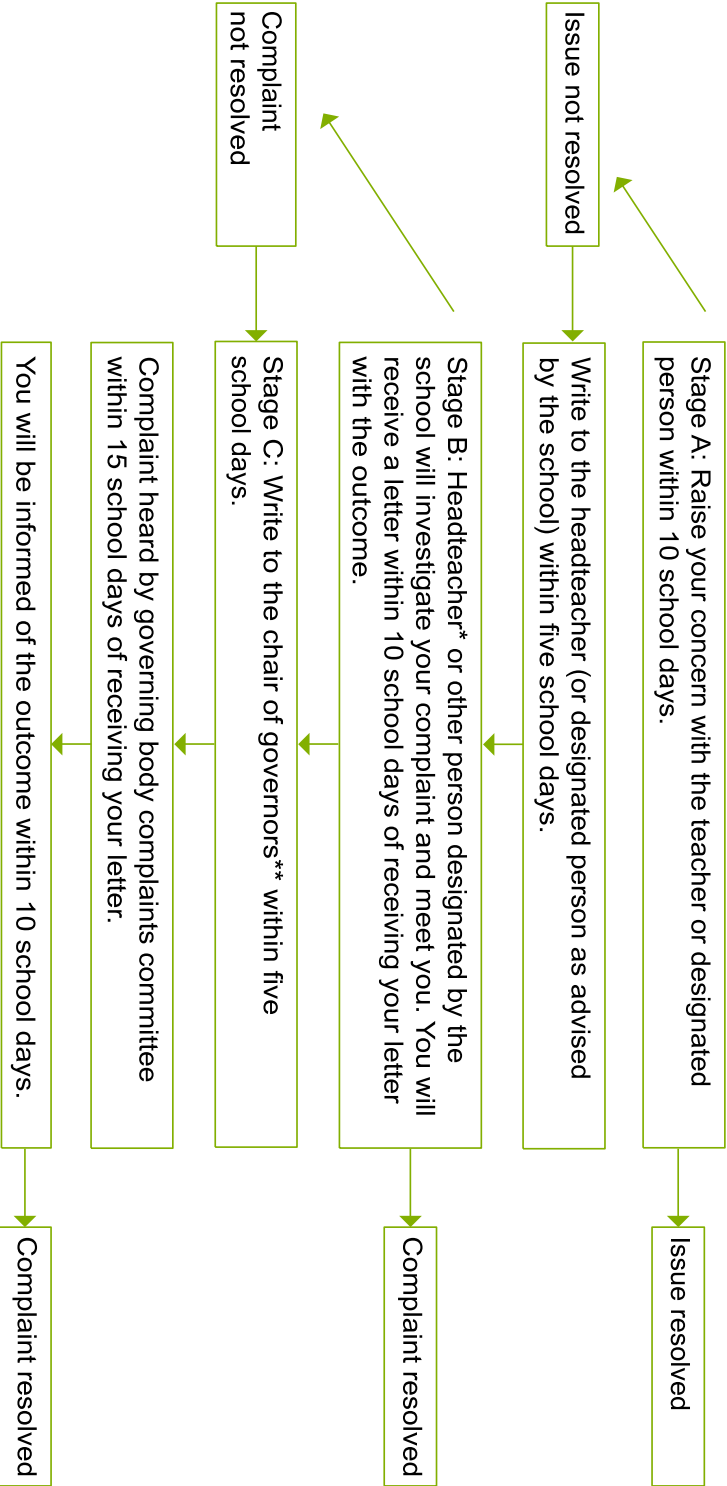 Stage A: Raise your concern with the teacher or designated
person within 10 school days.
Issue resolved
Issue not resolved
Write to the headteacher (or designated person as advised
by the school) within five school days.
Stage B: Headteacher* or other person designated by the
school will investigate your complaint and meet you. You will
receive a letter within 10 school days of receiving your letter
with the outcome.
Complaint resolved
Complaint
not resolved
Stage C: Write to the chair of governors** within five
school days.
Complaint heard by governing body complaints committee
within 15 school days of receiving your letter.
You will be informed of the outcome within 10 school days.
Complaint resolved